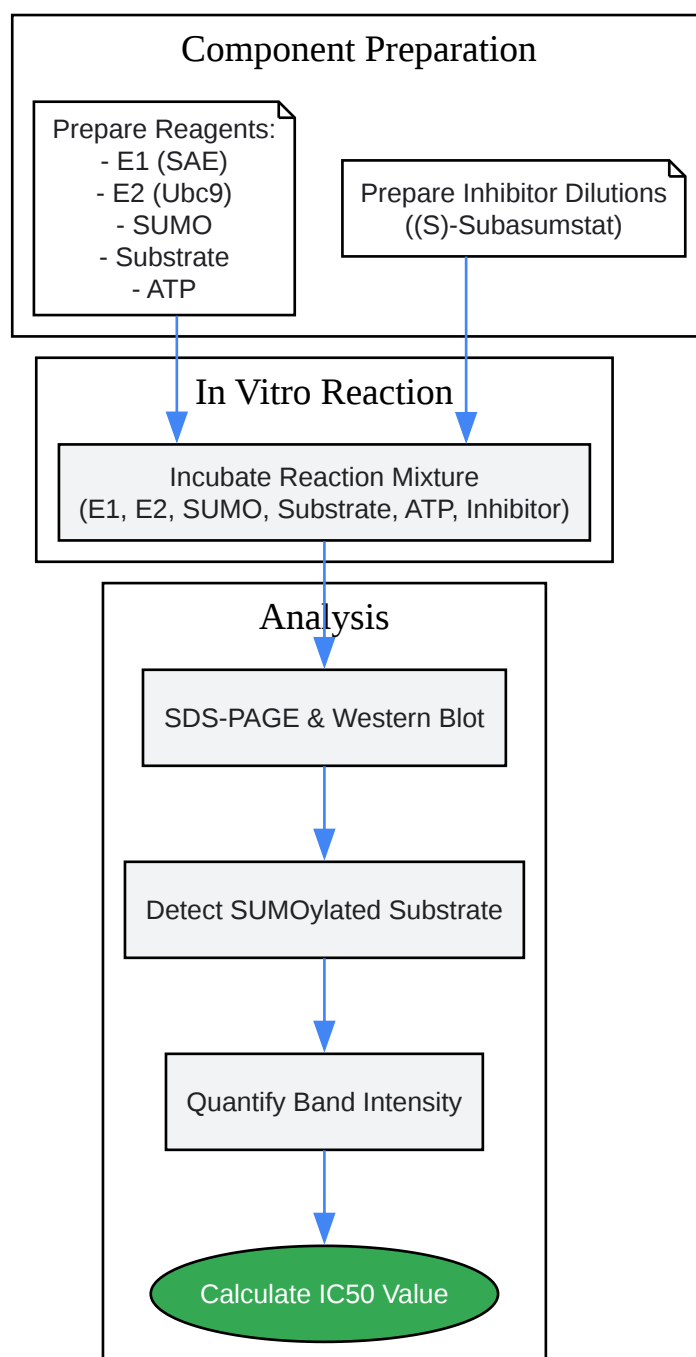 Component Preparation
Prepare Reagents:
- E1 (SAE)
- E2 (Ubc9)
- SUMO
- Substrate
- ATP
Prepare Inhibitor Dilutions
((S)-Subasumstat)
In Vitro Reaction
Incubate Reaction Mixture
(E1, E2, SUMO, Substrate, ATP, Inhibitor)
Analysis
SDS-PAGE & Western Blot
Detect SUMOylated Substrate
Quantify Band Intensity
Calculate IC50 Value